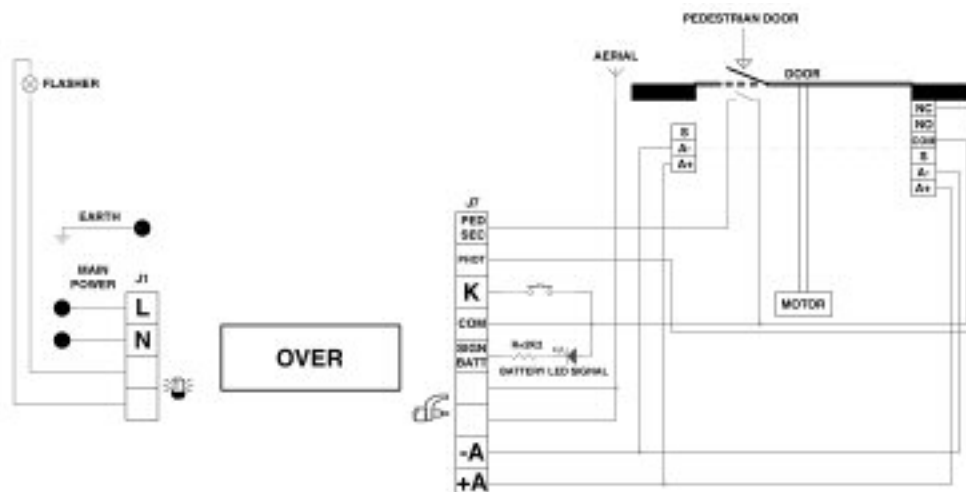 PEDESTRIAN DOOR
AERIAL
DOOR
FLASHER
NC
NO
COM
S
A-
A+
S
A-
A+
EARTH
J7
PED
SEC
PHOT
MAIN
POWER
J1
L
N
K
MOTOR
COM
OVER
SIGN
BATT
BATTERY LED SIGNAL
-A
+A